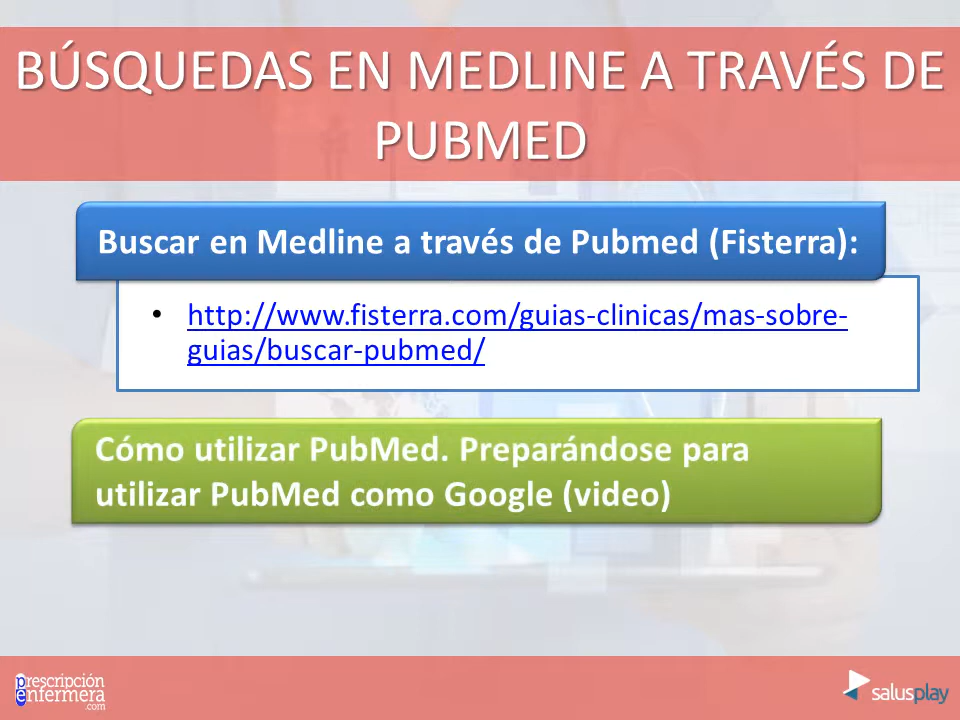 BÚSQUEDAS EN MEDLINE A TRAVÉS DE
PUBMED
Buscar en Medline a través de Pubmed (Fisterra):
• http://www.fisterra.com/guias-clinicas/mas-sobre-
guias/buscar-pubmed/
Cómo utilizar PubMed. Preparándose para
utilizar PubMed como Google (video)
prescripción
enfermera
.com
salusplay